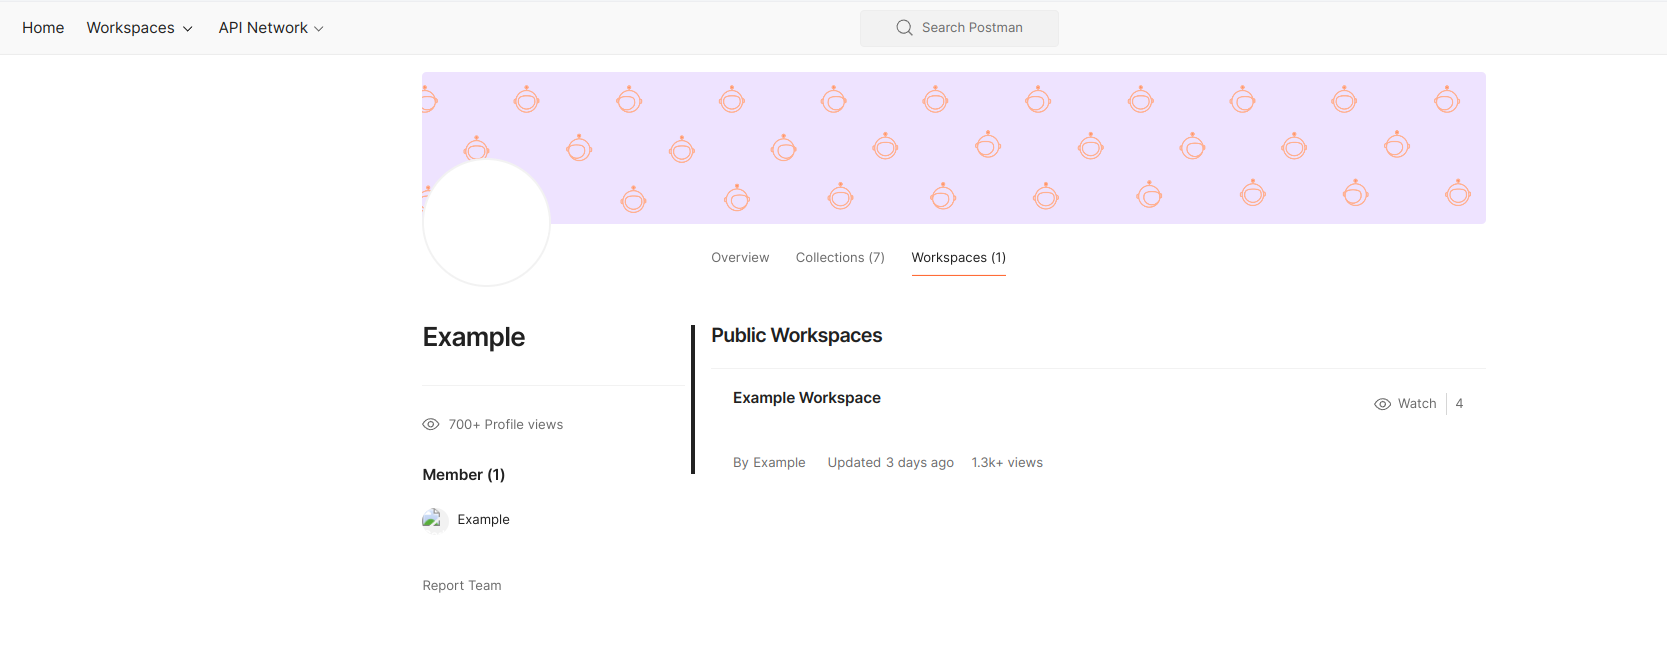 Home Workspaces API Network Search Postman
Overview Collections (7) Workspaces (1)
Example
700+ Profile views
Member (1)
Example
Report Team
Public Workspaces
Example Workspace
Watch 4
By Example Updated 3 days ago 1.3k+ views